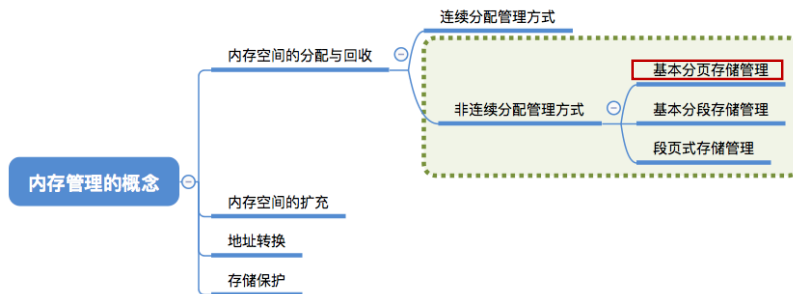 连续分配管理方式
内存空间的分配与回收
基本分页存储管理
非连续分配管理方式
基本分段存储管理
段页式存储管理
内存管理的概念
内存空间的扩充
地址转换
存储保护